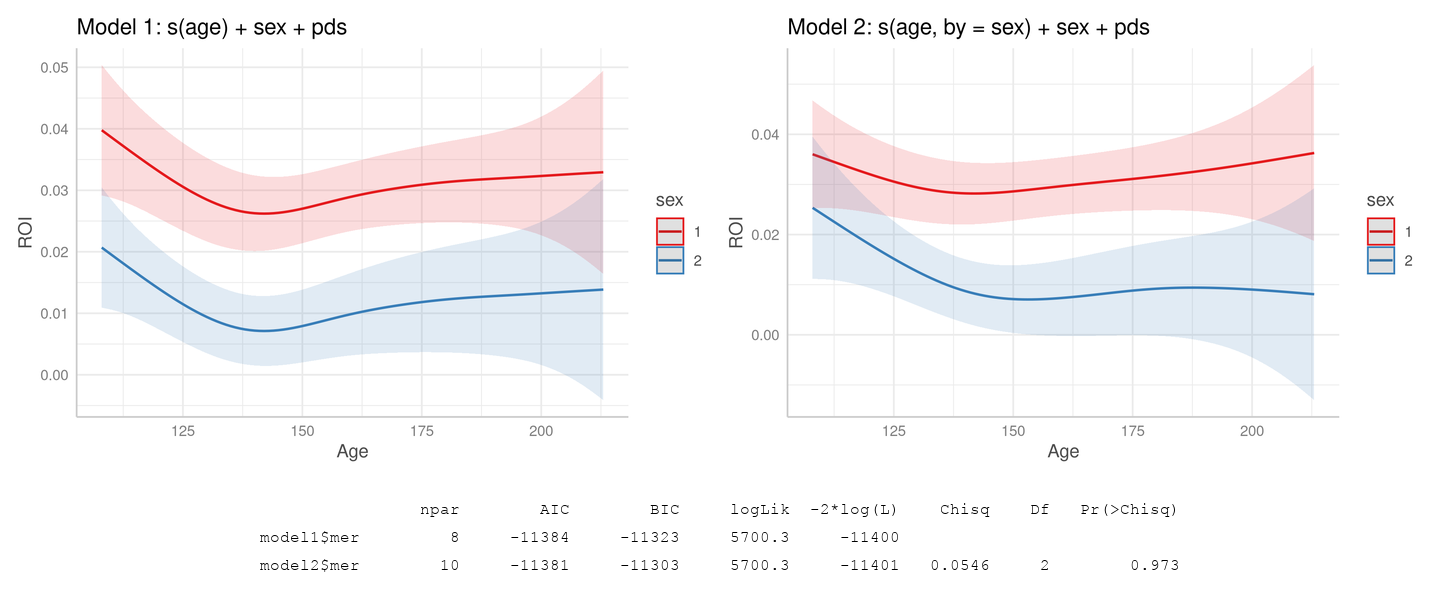 Model 1: s(age) + sex + pds
0.05
0.04
0.03
0.02
0.01
0.00
ROI
125 150 175 200
Age
sex
1
2
Model 2: s(age, by = sex) + sex + pds
0.04
0.02
0.00
ROI
125 150 175 200
Age
sex
1
2
npar AIC BIC logLik -2*log(L) Chisq Df Pr(>Chisq)
model1$mer 8 -11384 -11323 5700.3 -11400
model2$mer 10 -11381 -11303 5700.3 -11401 0.0546 2 0.973